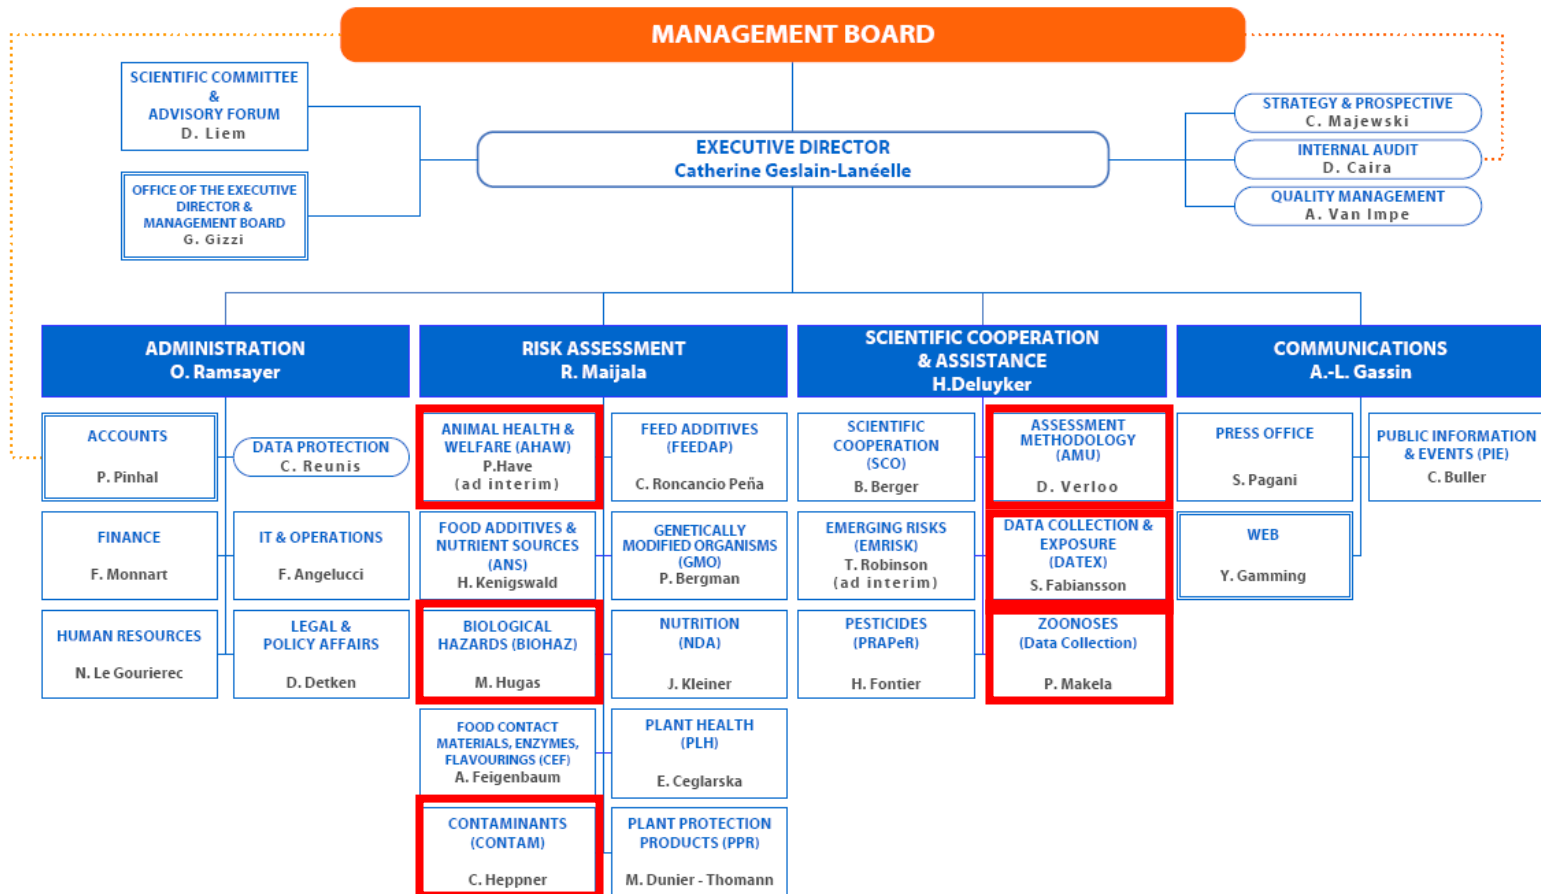 MANAGEMENT BOARD
SCIENTIFIC COMMITTEE
&
ADVISORY FORUM
D. Liem
OFFICE OF THE EXECUTIVE
DIRECTOR &
MANAGEMENT BOARD
G. Gizzi
EXECUTIVE DIRECTOR
Catherine Geslain-Lanéelle
STRATEGY & PROSPECTIVE
C. Majewski
INTERNAL AUDIT
D. Caira
QUALITY MANAGEMENT
A. Van Impe
ADMINISTRATION
O. Ramsayer
ACCOUNTS
P. Pinhal
DATA PROTECTION
C. Reunis
FINANCE
F. Monnart
IT & OPERATIONS
F. Angelucci
HUMAN RESOURCES
N. Le Gourierec
LEGAL &
POLICY AFFAIRS
D. Detken
RISK ASSESSMENT
R. Maijala
ANIMAL HEALTH &
WELFARE (AHAW)
P.Have
(ad interim)
FEED ADDITIVES
(FEEDAP)
C. Roncancio Peña
FOOD ADDITIVES &
NUTRIENT SOURCES
(ANS)
H. Kenigswald
GENETICALLY
MODIFIED ORGANISMS
(GMO)
P. Bergman
BIOLOGICAL
HAZARDS (BIOHAZ)
M. Hugas
NUTRITION
(NDA)
J. Kleiner
FOOD CONTACT
MATERIALS, ENZYMES,
FLAVOURINGS (CEF)
A. Feigenbaum
PLANT HEALTH
(PLH)
E. Ceglarska
CONTAMINANTS
(CONTAM)
C. Heppner
PLANT PROTECTION
PRODUCTS (PPR)
M. Dunier - Thomann
SCIENTIFIC COOPERATION
& ASSISTANCE
H.Deluyker
SCIENTIFIC
COOPERATION
(SCO)
B. Berger
ASSESSMENT
METHODOLOGY
(AMU)
D. Verloo
EMERGING RISKS
(EMRISK)
T. Robinson
(ad interim)
DATA COLLECTION &
EXPOSURE
(DATEX)
S. Fabiansson
PESTICIDES
(PRAPeR)
H. Fontier
ZOONOSES
(Data Collection)
P. Makela
COMMUNICATIONS
A.-L. Gassin
PRESS OFFICE
S. Pagani
PUBLIC INFORMATION
& EVENTS (PIE)
C. Buller
WEB
Y. Gamming